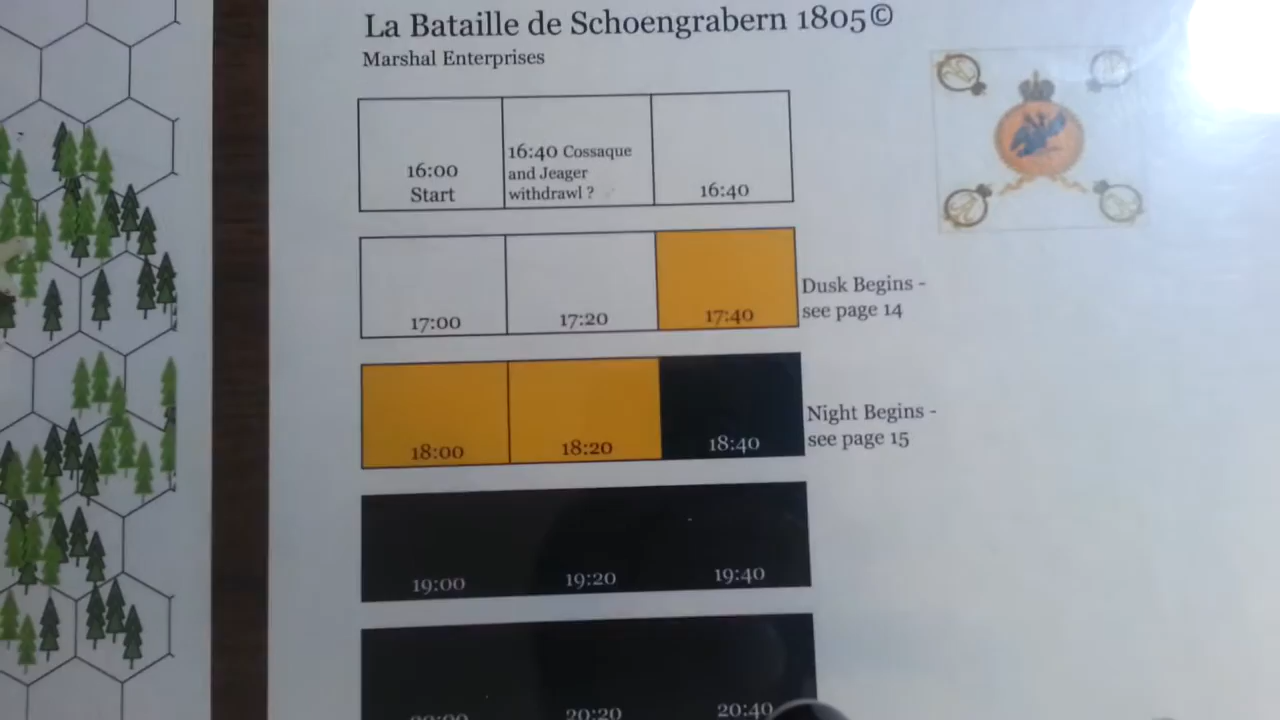 La Bataille de Schoengrabern 1805©
Marshal Enterprises
16:00
Start
16:40 Cossaque
and Jeager
withdrawl ?
16:40
17:00
17:20
17:40
Dusk Begins -
see page 14
18:00
18:20
18:40
Night Begins -
see page 15
19:00
19:20
19:40
20:20
20:40